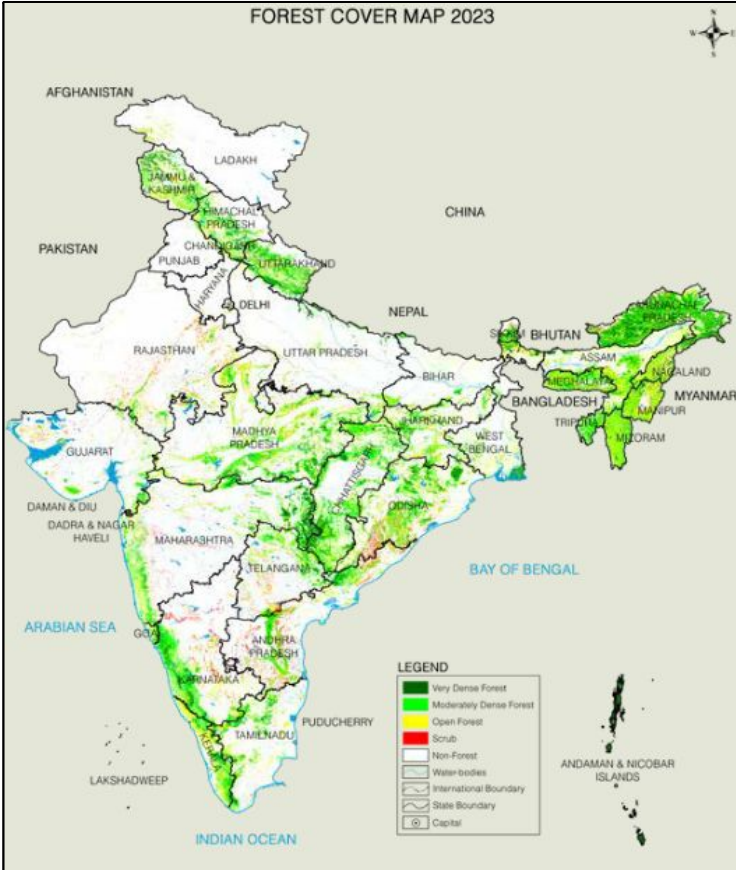 FOREST COVER MAP 2023
N
W E
S
AFGHANISTAN
LADAKH
JAMMU &
KASHMIR
HIMACHAL
PRADESH
CHINA
PAKISTAN
CHANDIGARH
PUNJAB
UTTARAKHAND
HARYANA
DELHI
NEPAL
ARUNACHAL
PRADESH
SIKKIM
BHUTAN
RAJASTHAN
UTTAR PRADESH
ASSAM
NAGALAND
BIHAR
MEGHALAYA
BANGLADESH
MYANMAR
MANIPUR
JHARKHAND
TRIPURA
MIZORAM
GUJARAT
MADHYA
PRADESH
WEST
BENGAL
CHHATTISGARH
DAMAN & DIU
ODISHA
DADRA & NAGAR
HAVELI
MAHARASHTRA
TELANGANA
BAY OF BENGAL
ARABIAN SEA
GOA
ANDHRA
PRADESH
KARNATAKA
LEGEND
Very Dense Forest
Moderately Dense Forest
Open Forest
Scrub
Non-Forest
Water-bodies
International Boundary
State Boundary
Capital
PUDUCHERRY
TAMILNADU
KERALA
LAKSHADWEEP
ANDAMAN & NICOBAR
ISLANDS
INDIAN OCEAN